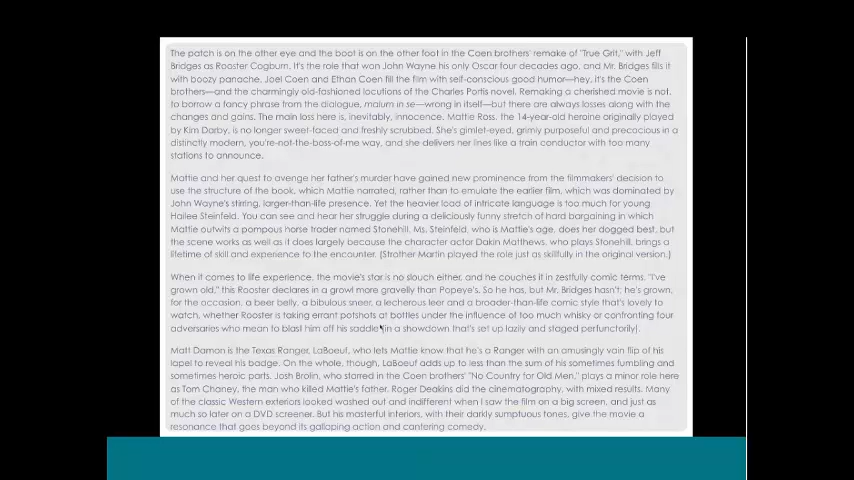 The patch is on the other eye and the boot is on the other foot in the Coen brothers' remake of "True Grit," with Jeff
Bridges as Rooster Cogburn. It's the role that won John Wayne his only Oscar four decades ago, and Mr. Bridges fills it
with boozy panache. Joel Coen and Ethan Coen fill the film with self-conscious good humor—hey, it's the Coen
brothers—and the charmingly old-fashioned locutions of the Charles Portis novel. Remaking a cherished movie is not,
to borrow a fancy phrase from the dialogue, malum in se—wrong in itself—but there are always losses along with the
changes and gains. The main loss here is, inevitably, innocence. Mattie Ross, the 14-year-old heroine originally played
by Kim Darby, is no longer sweet-faced and freshly scrubbed. She's gimlet-eyed, grimly purposeful and precocious in a
distinctly modern, you're-not-the-boss-of-me way, and she delivers her lines like a train conductor with too many
stations to announce.
Mattie and her quest to avenge her father's murder have gained new prominence from the filmmakers' decision to
use the structure of the book, which Mattie narrated, rather than to emulate the earlier film, which was dominated by
John Wayne's stirring, larger-than-life presence. Yet the heavier load of intricate language is too much for young
Hailee Steinfeld. You can see and hear her struggle during a deliciously funny stretch of hard bargaining in which
Mattie outwits a pompous horse trader named Stonehill. Ms. Steinfeld, who is Mattie's age, does her dogged best, but
the scene works as well as it does largely because the character actor Dakin Matthews, who plays Stonehill, brings a
lifetime of skill and experience to the encounter. (Strother Martin played the role just as skillfully in the original version.)
When it comes to life experience, the movie's star is no slouch either, and he couches it in zestfully comic terms. "I've
grown old," this Rooster declares in a growl more gravelly than Popeye's. So he has, but Mr. Bridges hasn't; he's grown,
for the occasion, a beer belly, a bibulous sneer, a lecherous leer and a broader-than-life comic style that's lovely to
watch, whether Rooster is taking errant potshots at bottles under the influence of too much whisky or confronting four
adversaries who mean to blast him off his saddle (in a showdown that's set up lazily and staged perfunctorily).
Matt Damon is the Texas Ranger, LaBoeuf, who lets Mattie know that he's a Ranger with an amusingly vain flip of his
lapel to reveal his badge. On the whole, though, LaBoeuf adds up to less than the sum of his sometimes fumbling and
sometimes heroic parts. Josh Brolin, who starred in the Coen brothers' "No Country for Old Men," plays a minor role here
as Tom Chaney, the man who killed Mattie's father. Roger Deakins did the cinematography, with mixed results. Many
of the classic Western exteriors looked washed out and indifferent when I saw the film on a big screen, and just as
much so later on a DVD screener. But his masterful interiors, with their darkly sumptuous tones, give the movie a
resonance that goes beyond its galloping action and cantering comedy.